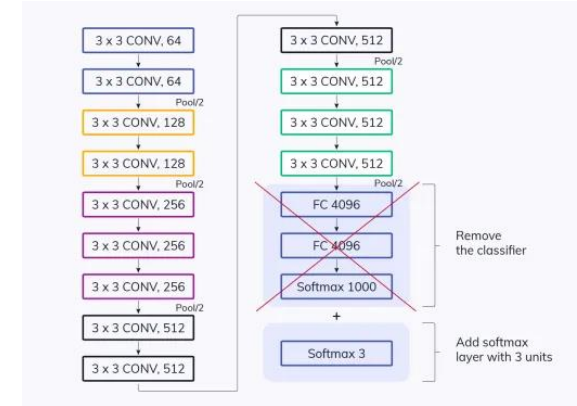 3 x 3 CONV, 64
3 x 3 CONV, 64
Pool/2
3 x 3 CONV, 128
3 x 3 CONV, 128
Pool/2
3 x 3 CONV, 256
3 x 3 CONV, 256
3 x 3 CONV, 256
Pool/2
3 x 3 CONV, 512
3 x 3 CONV, 512
3 x 3 CONV, 512
Pool/2
3 x 3 CONV, 512
3 x 3 CONV, 512
3 x 3 CONV, 512
Pool/2
FC 4096
FC 4096
Softmax 1000
Remove
the classifier
+
Softmax 3
Add softmax
layer with 3 units